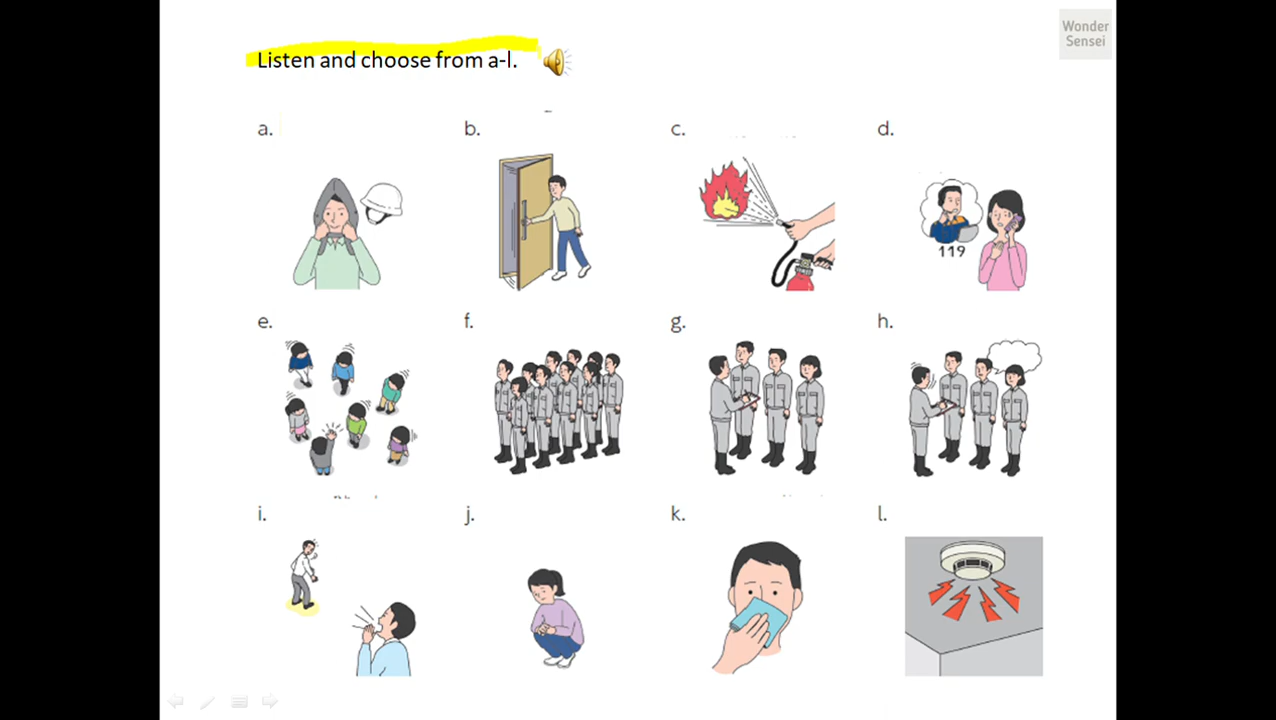 Wonder
Sensei
Listen and choose from a-l.
a.
b.
c.
d.
119
e.
f.
g.
h.
i.
j.
k.
l.